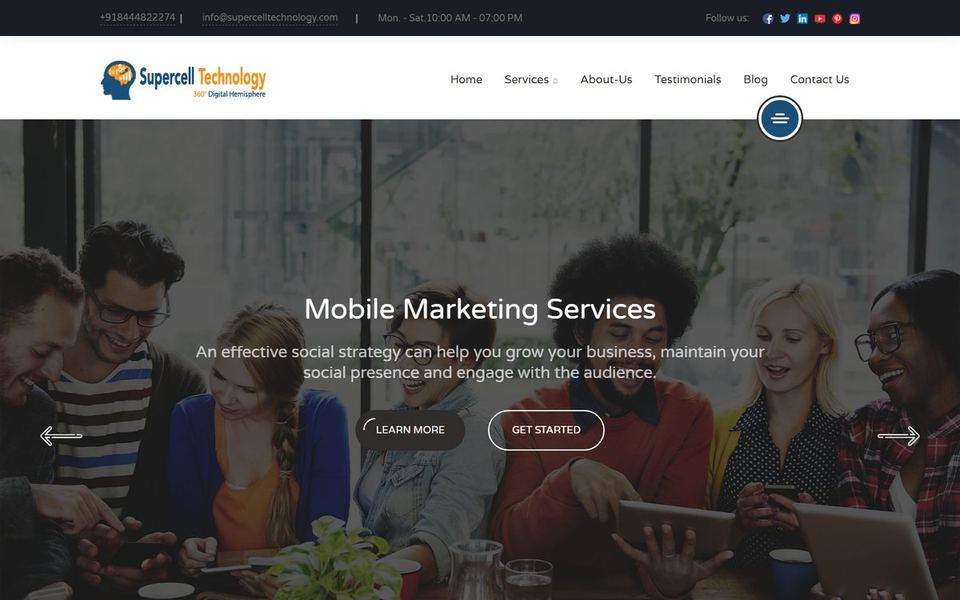 +918444822274 | info@supercelltechnology.com | Mon. - Sat.10:00 AM - 07:00 PM Follow us:
Supercell Technology
360° Digital Hemisphere
Home Services About-Us Testimonials Blog Contact Us
Mobile Marketing Services
An effective social strategy can help you grow your business, maintain your
social presence and engage with the audience.
LEARN MORE GET STARTED